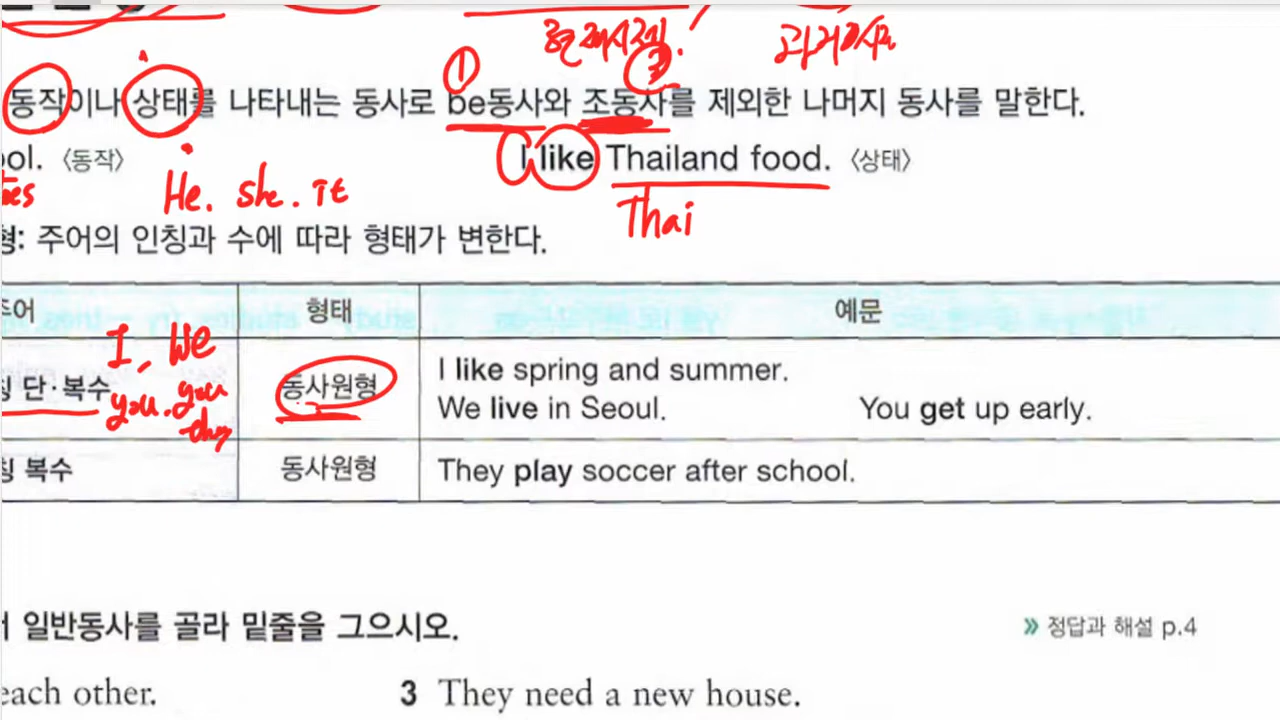 현재시제. 과거시제
① ②
동작이나 상태를 나타내는 동사로 be동사와 조동사를 제외한 나머지 동사를 말한다.
ool. 〈동작〉 I like Thailand food. 〈상태〉
He. she. it Thai
형: 주어의 인칭과 수에 따라 형태가 변한다.
주어 형태 예문
I, We
칭 단·복수 동사원형 I like spring and summer.
you. you We live in Seoul. You get up early.
칭 복수 동사원형 They play soccer after school.
일반동사를 골라 밑줄을 그으시오. » 정답과 해설 p.4
each other. 3 They need a new house.